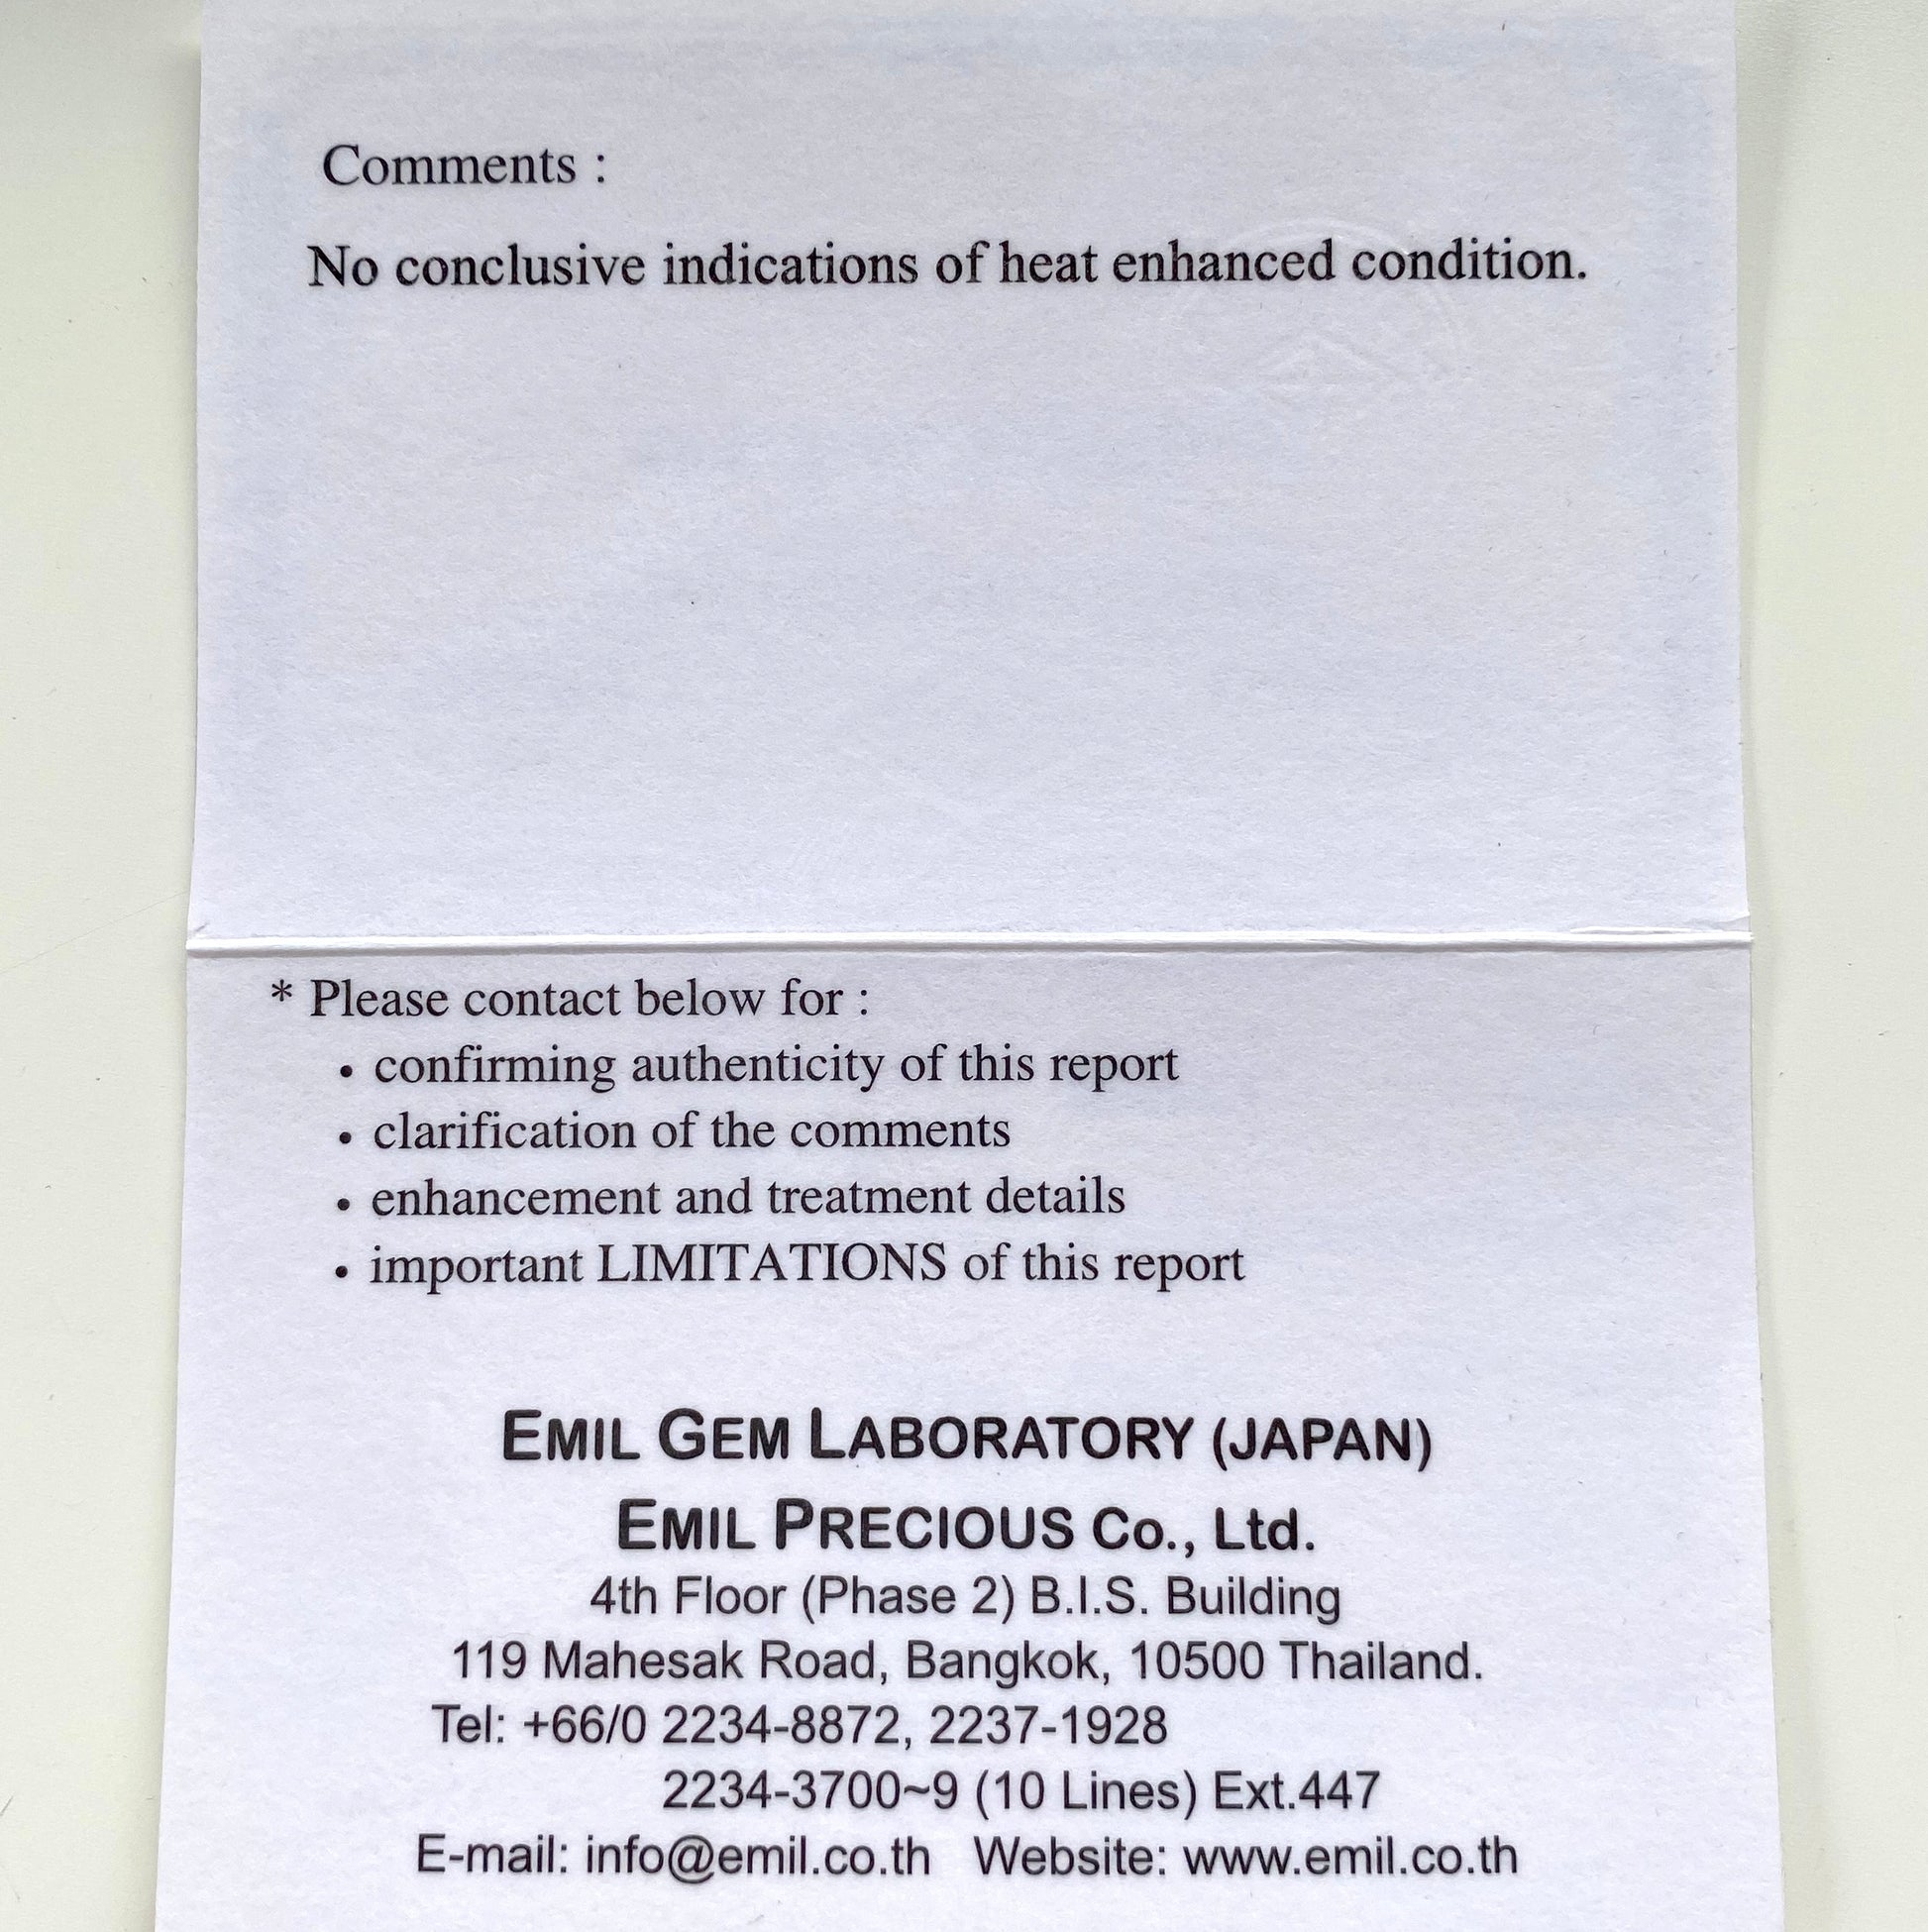 Comments :
No conclusive indications of heat enhanced condition.
* Please contact below for :
• confirming authenticity of this report
• clarification of the comments
• enhancement and treatment details
• important LIMITATIONS of this report
EMIL GEM LABORATORY (JAPAN)
EMIL PRECIOUS Co., Ltd.
4th Floor (Phase 2) B.I.S. Building
119 Mahesak Road, Bangkok, 10500 Thailand.
Tel: +66/0 2234-8872, 2237-1928
2234-3700~9 (10 Lines) Ext.447
E-mail: info@emil.co.th Website: www.emil.co.th